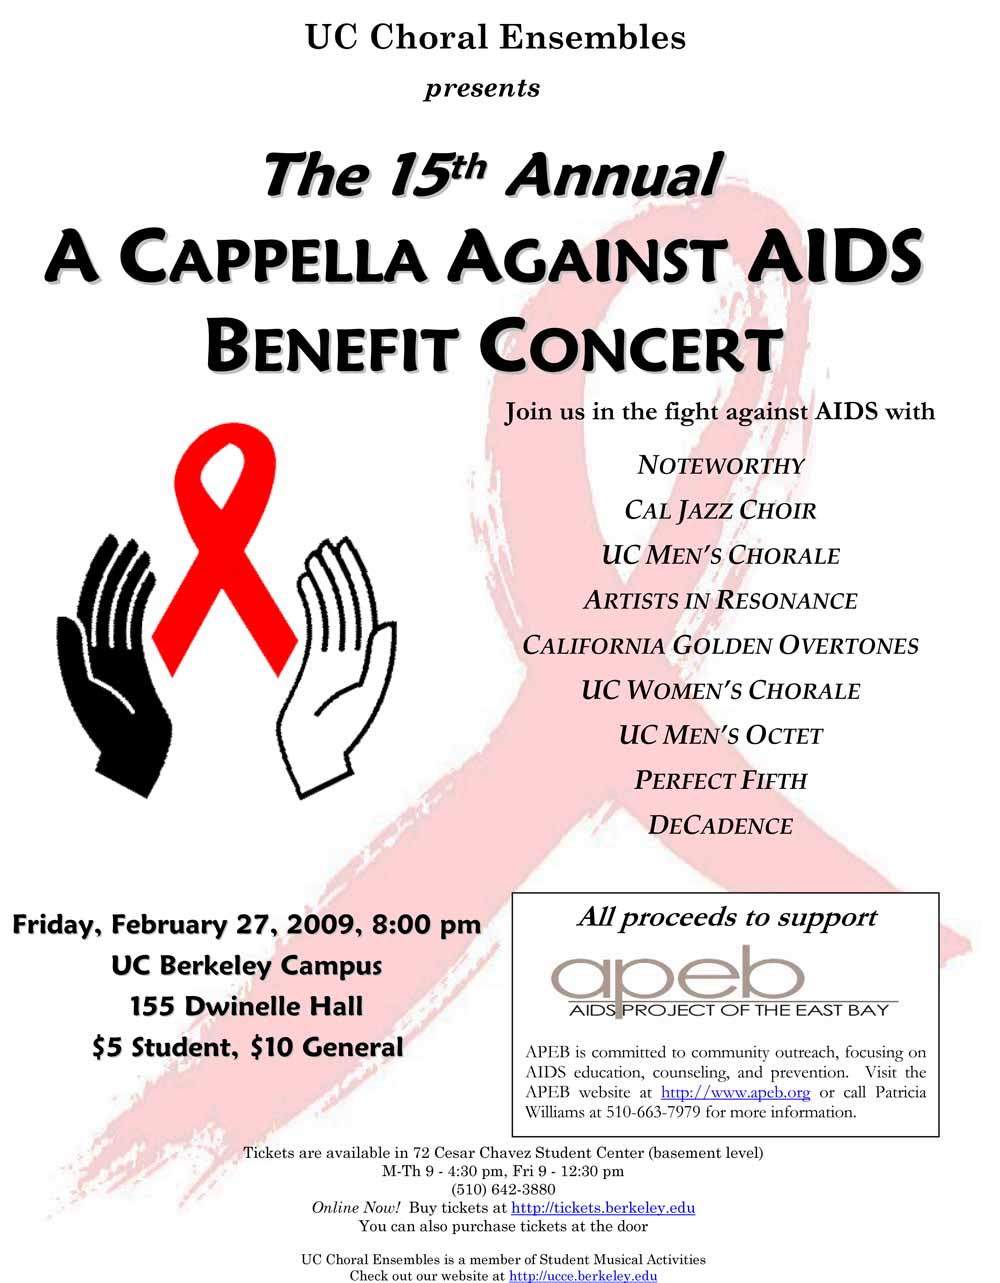 UC Choral Ensembles
presents
The 15th Annual
A CAPPELLA AGAINST AIDS
BENEFIT CONCERT
Join us in the fight against AIDS with
NOTEWORTHY
CAL JAZZ CHOIR
UC MEN'S CHORALE
ARTISTS IN RESONANCE
CALIFORNIA GOLDEN OVERTONES
UC WOMEN'S CHORALE
UC MEN'S OCTET
PERFECT FIFTH
DECADENCE
Friday, February 27, 2009, 8:00 pm
UC Berkeley Campus
155 Dwinelle Hall
$5 Student, $10 General
All proceeds to support
apeb
AIDS PROJECT OF THE EAST BAY
APEB is committed to community outreach, focusing on
AIDS education, counseling, and prevention. Visit the
APEB website at http://www.apeb.org or call Patricia
Williams at 510-663-7979 for more information.
Tickets are available in 72 Cesar Chavez Student Center (basement level)
M-Th 9 - 4:30 pm, Fri 9 - 12:30 pm
(510) 642-3880
Online Now! Buy tickets at http://tickets.berkeley.edu
You can also purchase tickets at the door
UC Choral Ensembles is a member of Student Musical Activities
Check out our website at http://ucce.berkeley.edu